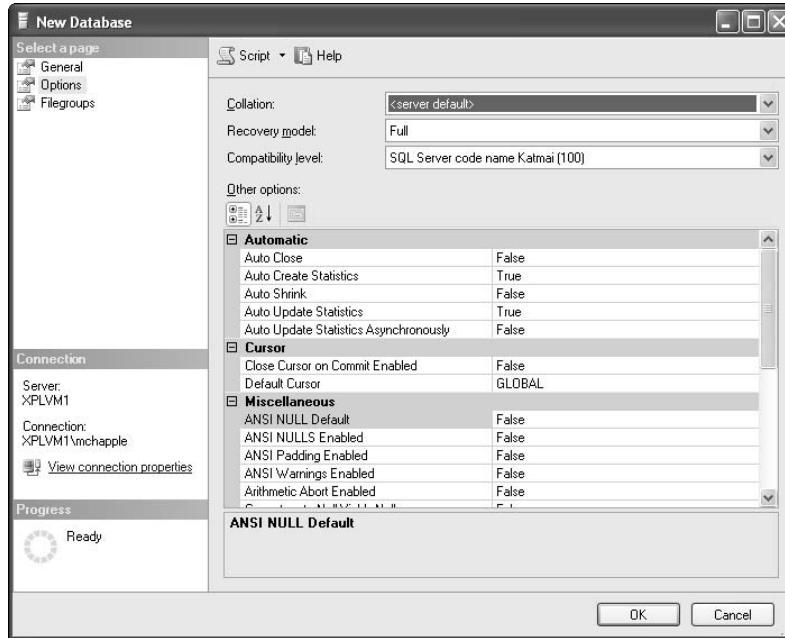 New Database
Select a page
General
Options
Filegroups
Script Help
Collation: <server default>
Recovery model: Full
Compatibility level: SQL Server code name Katmai (100)
Other options:
Automatic
Auto Close False
Auto Create Statistics True
Auto Shrink False
Auto Update Statistics True
Auto Update Statistics Asynchronously False
Cursor
Close Cursor on Commit Enabled False
Default Cursor GLOBAL
Miscellaneous
ANSI NULL Default False
ANSI NULLS Enabled False
ANSI Padding Enabled False
ANSI Warnings Enabled False
Arithmetic Abort Enabled False
ANSI NULL Default
Connection
Server:
XPLVM1
Connection:
XPLVM1\mchapple
View connection properties
Progress
Ready
OK Cancel